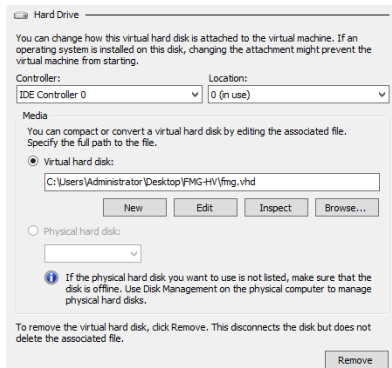 Hard Drive
You can change how this virtual hard disk is attached to the virtual machine. If an
operating system is installed on this disk, changing the attachment might prevent the
virtual machine from starting.
Controller: Location:
IDE Controller 0 0 (in use)
Media
You can compact or convert a virtual hard disk by editing the associated file.
Specify the full path to the file.
Virtual hard disk:
C:\Users\Administrator\Desktop\FMG-HV\fmg.vhd
New Edit Inspect Browse...
Physical hard disk:
If the physical hard disk you want to use is not listed, make sure that the
disk is offline. Use Disk Management on the physical computer to manage
physical hard disks.
To remove the virtual hard disk, click Remove. This disconnects the disk but does not
delete the associated file.
Remove